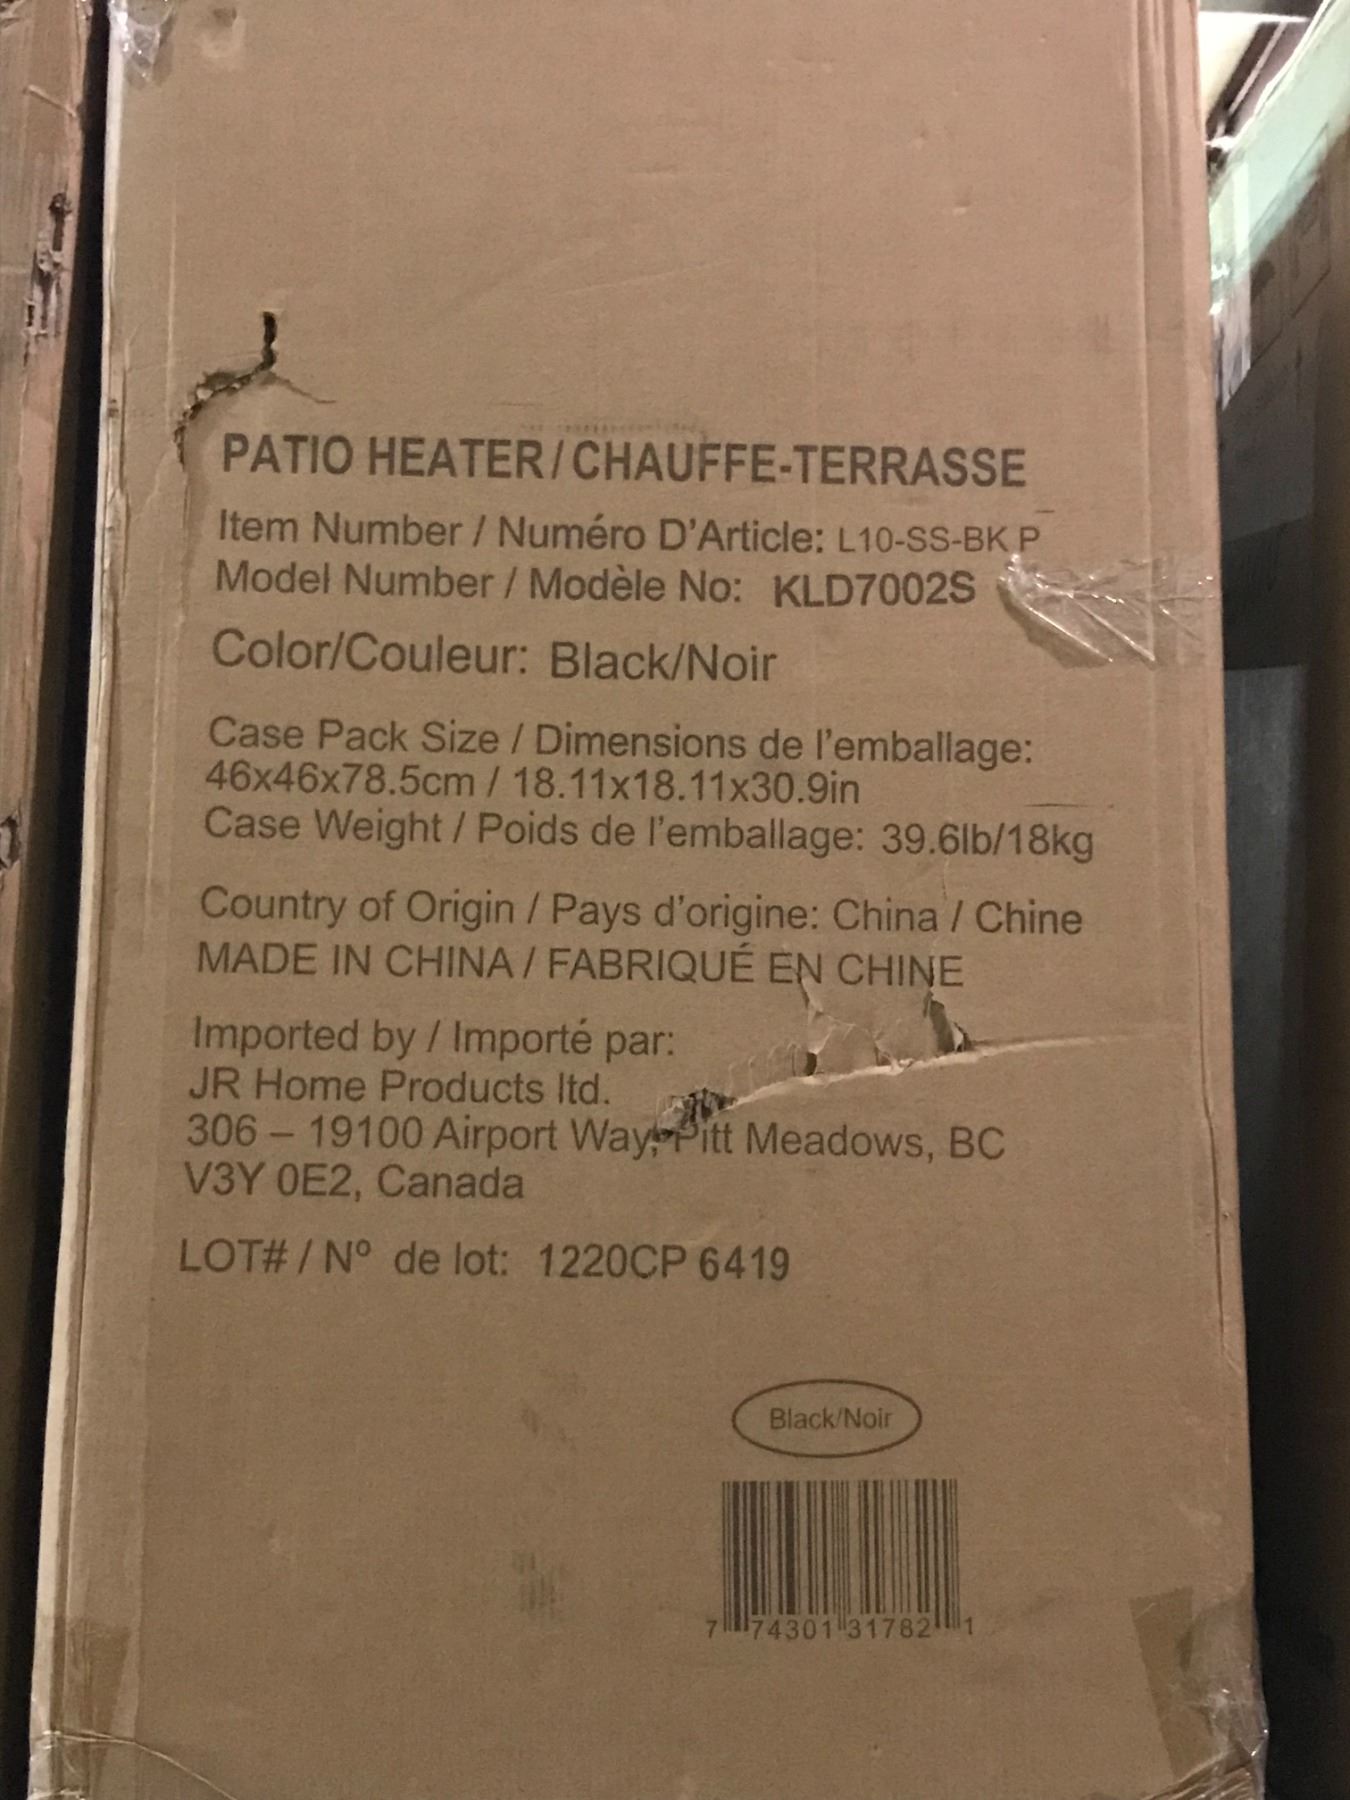 PATIO HEATER / CHAUFFE-TERRASSE
Item Number / Numéro D'Article: L10-SS-BK P
Model Number / Modèle No: KLD7002S
Color/Couleur: Black/Noir
Case Pack Size / Dimensions de l'emballage:
46x46x78.5cm / 18.11x18.11x30.9in
Case Weight / Poids de l'emballage: 39.6lb/18kg
Country of Origin / Pays d'origine: China / Chine
MADE IN CHINA / FABRIQUÉ EN CHINE
Imported by / Importé par:
JR Home Products ltd.
306 – 19100 Airport Way, Pitt Meadows, BC
V3Y 0E2, Canada
LOT# / Nº de lot: 1220CP 6419
Black/Noir
7 74301 31782 1